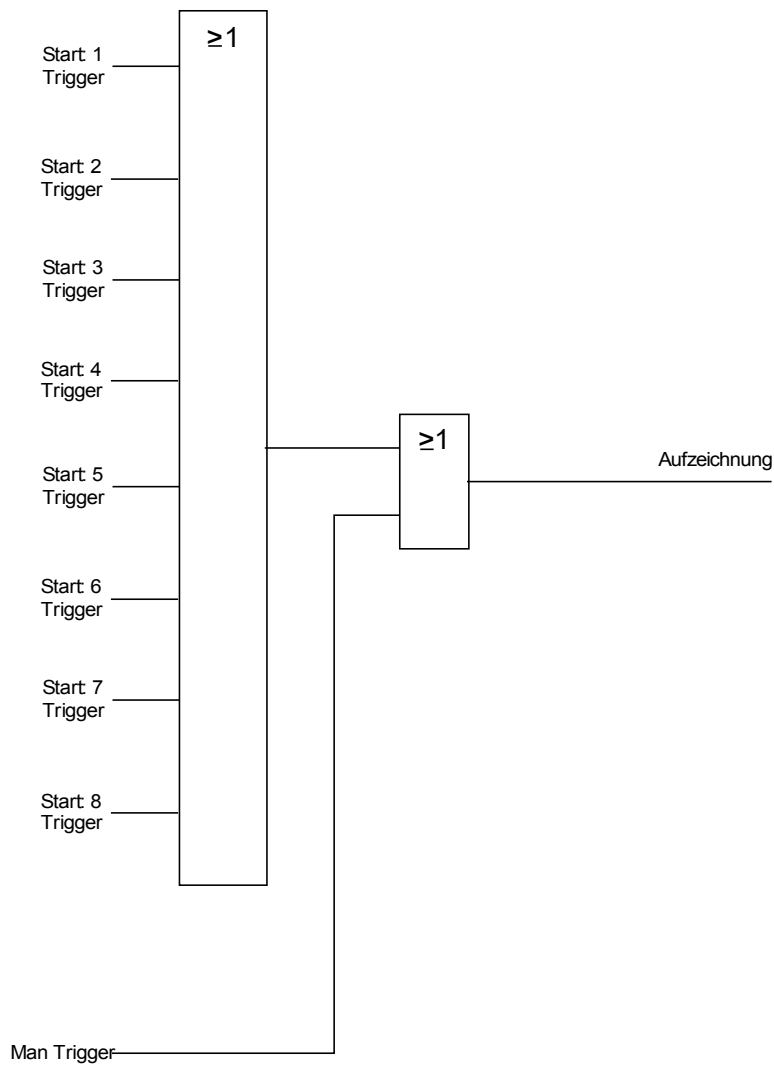 ≥1
Start: 1
Trigger
Start: 2
Trigger
Start: 3
Trigger
Start: 4
Trigger
≥1
Aufzeichnung
Start: 5
Trigger
Start: 6
Trigger
Start: 7
Trigger
Start: 8
Trigger
Man Trigger